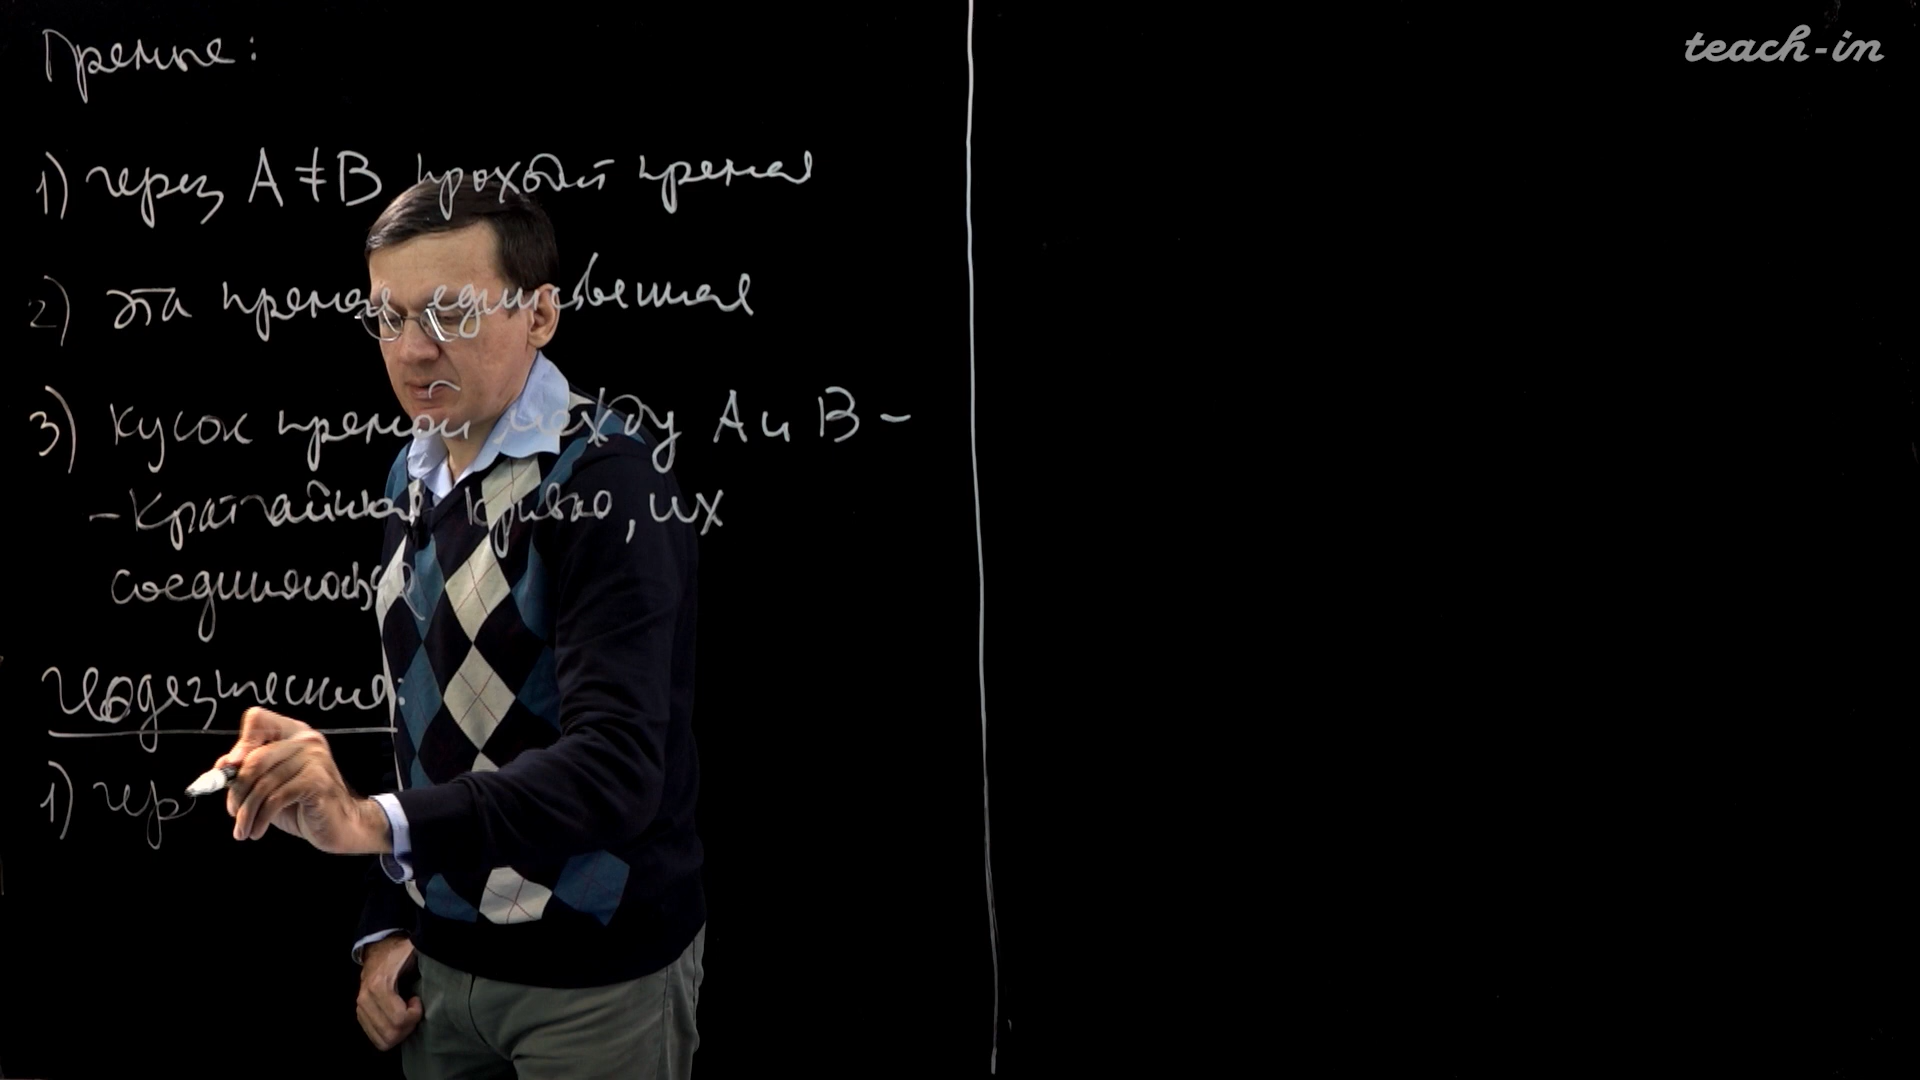 Прямые:
teach-in
1) через A ≠ B проходит прямая
2) эта прямая единственная
3) кусок прямой между A и B -
- кратчайшая кривая, их
соединяющая
Геодезические:
1) чер